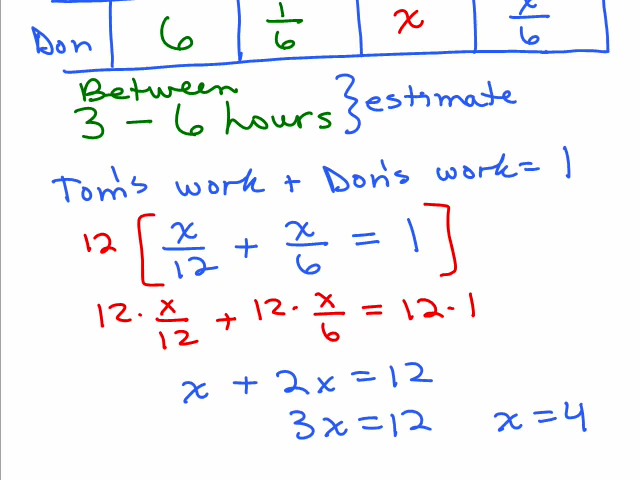 Don 6 1/6 x x/6
Between
3 - 6 hours } estimate
Tom's work + Don's work = 1
12 [ x/12 + x/6 = 1 ]
12 · x/12 + 12 · x/6 = 12 · 1
x + 2x = 12
3x = 12 x = 4